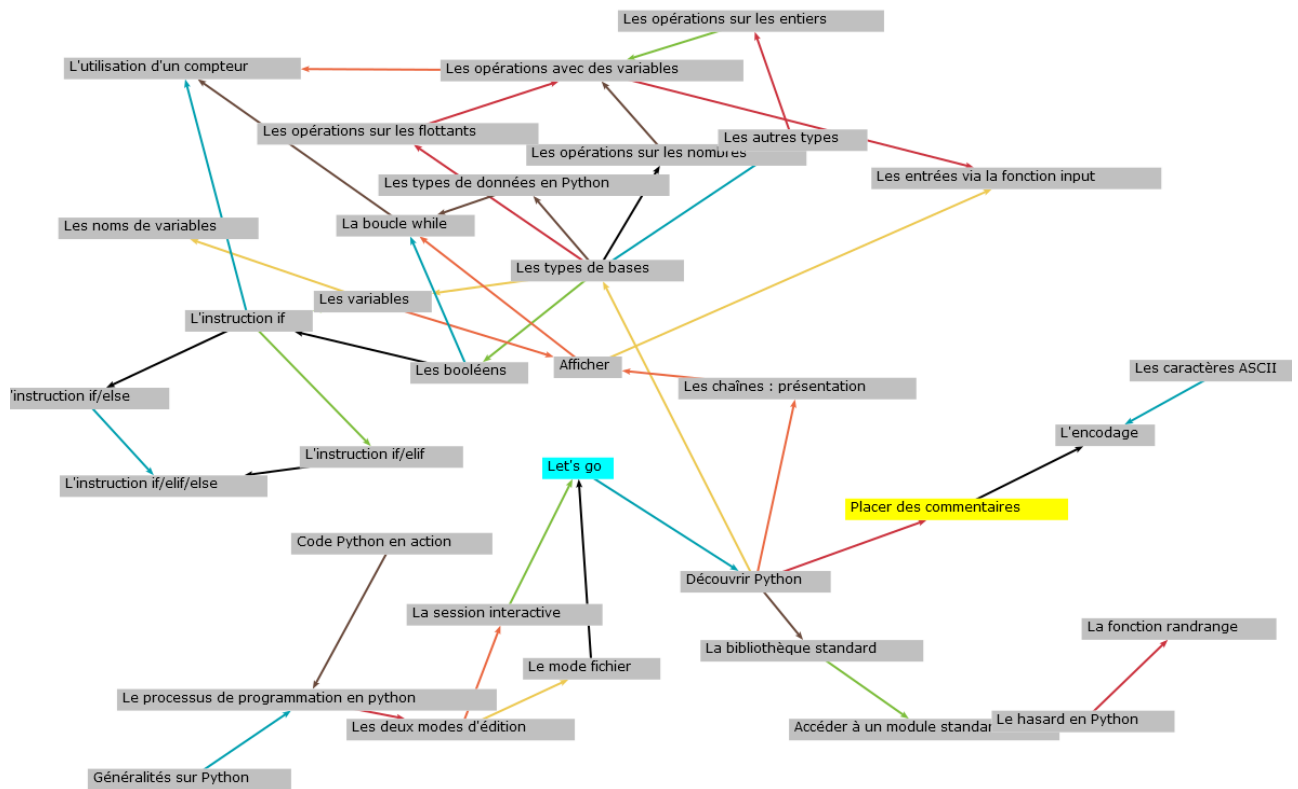 Les opérations sur les entiers
L'utilisation d'un compteur
Les opérations avec des variables
Les opérations sur les flottants
Les autres types
Les opérations sur les nombres
Les types de données en Python
Les entrées via la fonction input
Les noms de variables
La boucle while
Les types de bases
Les variables
L'instruction if
Les booléens
Afficher
Les chaînes : présentation
Les caractères ASCII
'instruction if/else
L'encodage
L'instruction if/elif
Let's go
L'instruction if/elif/else
Placer des commentaires
Code Python en action
Découvrir Python
La session interactive
La fonction randrange
La bibliothèque standard
Le mode fichier
Le processus de programmation en python
Les deux modes d'édition
Accéder à un module standar
Le hasard en Python
Généralités sur Python